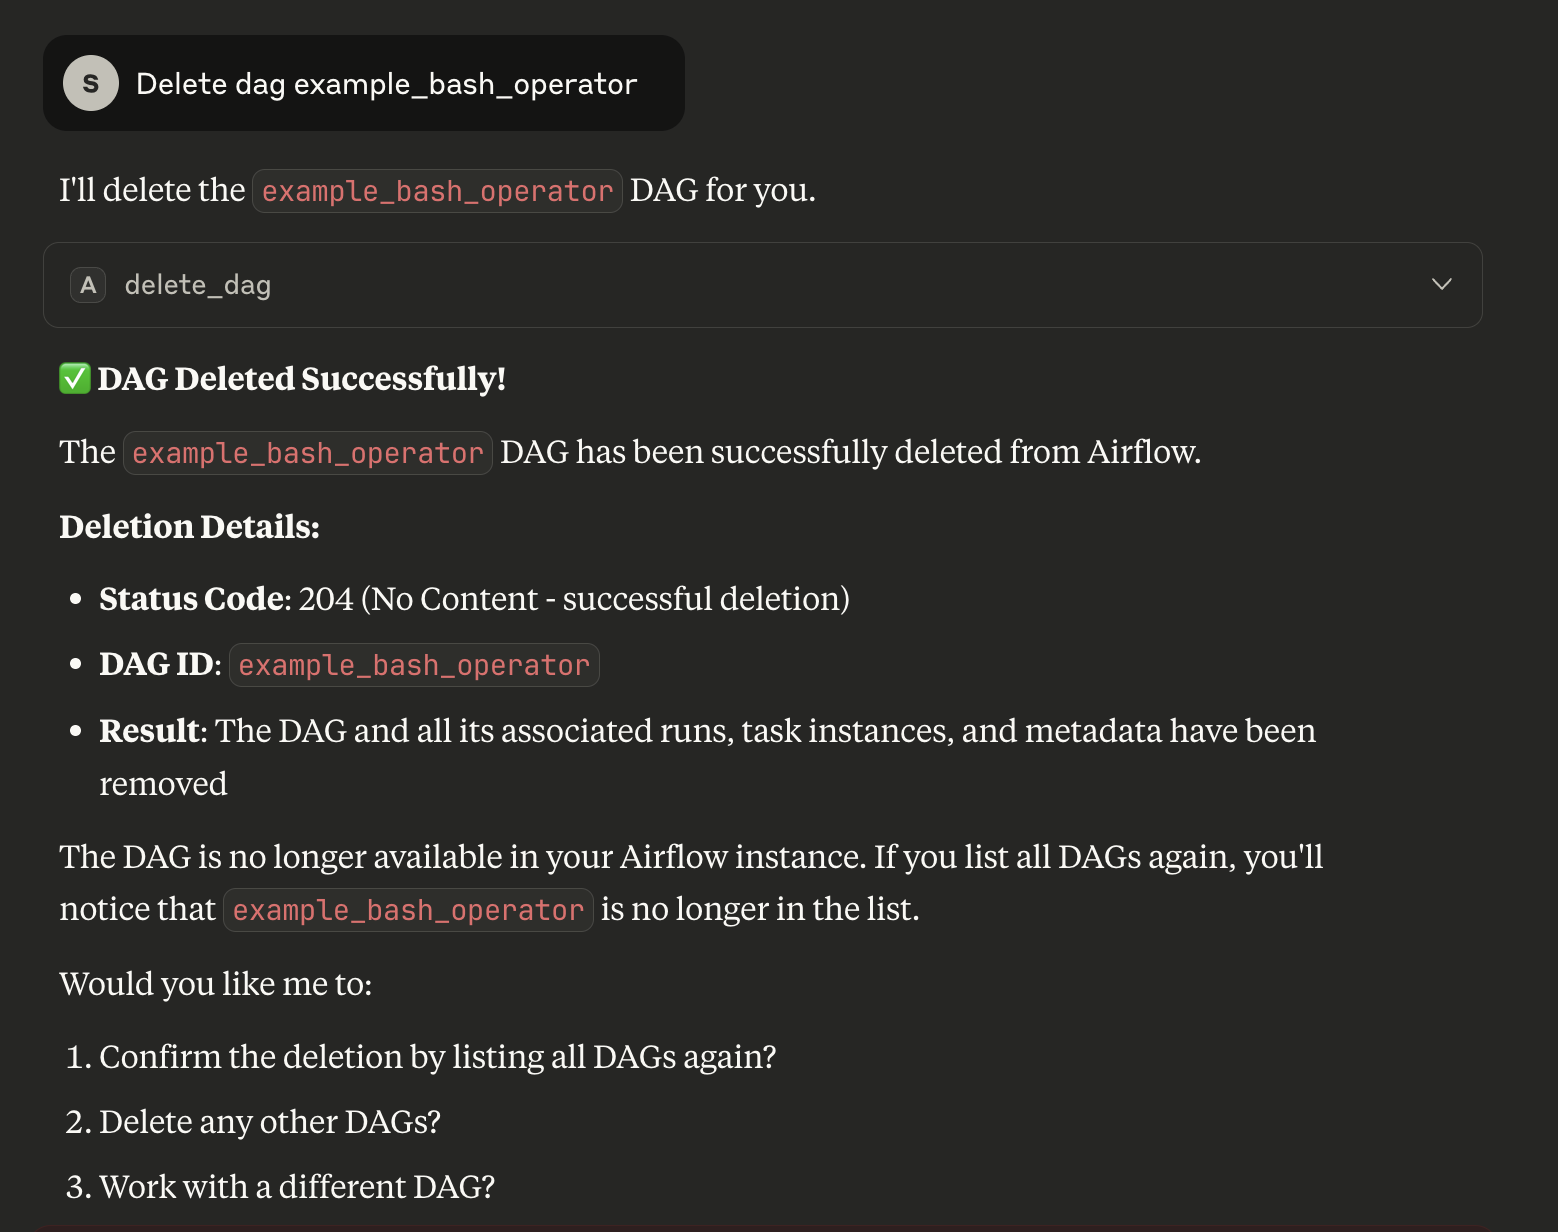 S Delete dag example_bash_operator
I'll delete the example_bash_operator DAG for you.
A delete_dag
✅ DAG Deleted Successfully!
The example_bash_operator DAG has been successfully deleted from Airflow.
Deletion Details:
• Status Code: 204 (No Content - successful deletion)
• DAG ID: example_bash_operator
• Result: The DAG and all its associated runs, task instances, and metadata have been
removed
The DAG is no longer available in your Airflow instance. If you list all DAGs again, you'll
notice that example_bash_operator is no longer in the list.
Would you like me to:
1. Confirm the deletion by listing all DAGs again?
2. Delete any other DAGs?
3. Work with a different DAG?